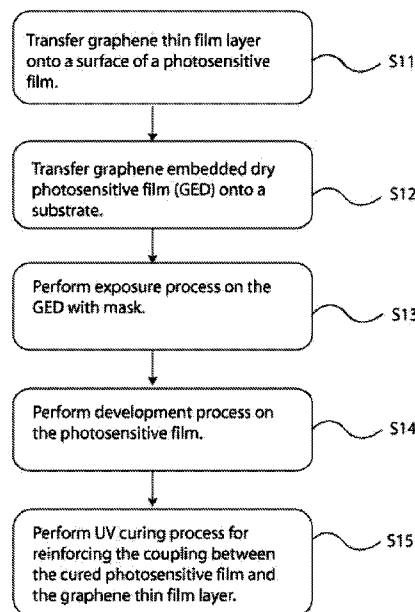 Transfer graphene thin film layer
onto a surface of a photosensitive
film.
S11
Transfer graphene embedded dry
photosensitive film (GED) onto a
substrate.
S12
Perform exposure process on the
GED with mask.
S13
Perform development process on
the photosensitive film.
S14
Perform UV curing process for
reinforcing the coupling between
the cured photosensitive film and
the graphene thin film layer.
S15